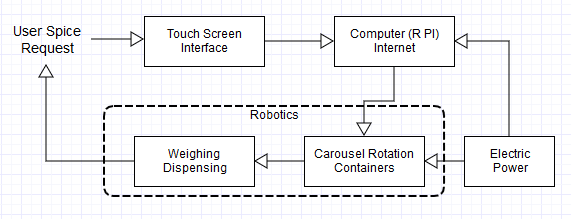 User Spice
Request
Touch Screen
Interface
Computer (R PI)
Internet
Robotics
Weighing
Dispensing
Carousel Rotation
Containers
Electric
Power